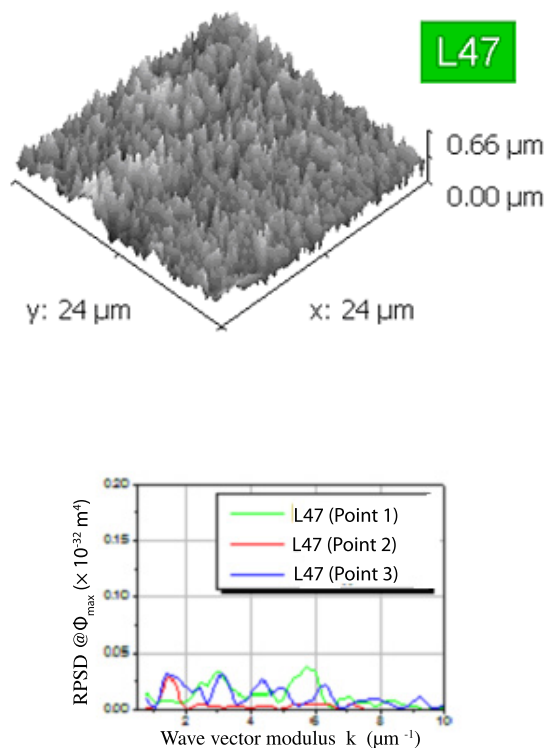 L47
0.66 µm
0.00 µm
y: 24 µm
x: 24 µm
0.20
0.15
0.10
0.05
0.00
RPSD @Φmax (× 10-32 m4)
L47 (Point 1)
L47 (Point 2)
L47 (Point 3)
2 4 6 8 10
Wave vector modulus k (µm -1)